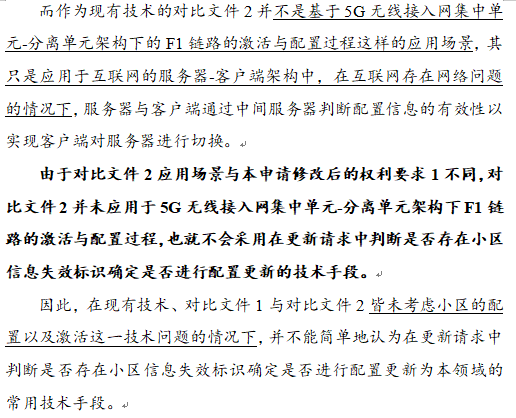 而作为现有技术的对比文件 2 并不是基于 5G 无线接入网集中单
元-分离单元架构下的 F1 链路的激活与配置过程这样的应用场景，其
只是应用于互联网的服务器-客户端架构中，在互联网存在网络问题
的情况下，服务器与客户端通过中间服务器判断配置信息的有效性以
实现客户端对服务器进行切换。
由于对比文件 2 应用场景与本申请修改后的权利要求 1 不同，对
比文件 2 并未应用于 5G 无线接入网集中单元-分离单元架构下 F1 链
路的激活与配置过程，也就不会采用在更新请求中判断是否存在小区
信息失效标识确定是否进行配置更新的技术手段。
因此，在现有技术、对比文件 1 与对比文件 2 皆未考虑小区的配
置以及激活这一技术问题的情况下，并不能简单地认为在更新请求中
判断是否存在小区信息失效标识确定是否进行配置更新为本领域的
常用技术手段。